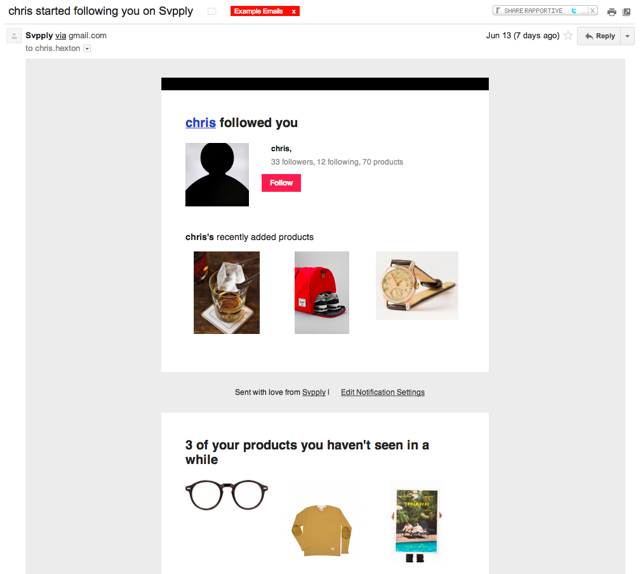 chris started following you on Svpply
Example Emails x
SHARE RAPPORTIVE X
Svpply via gmail.com
Jun 13 (7 days ago)
Reply
to chris.hexton
chris followed you
chris,
33 followers, 12 following, 70 products
Follow
chris's recently added products
Sent with love from Svpply | Edit Notification Settings
3 of your products you haven't seen in a
while